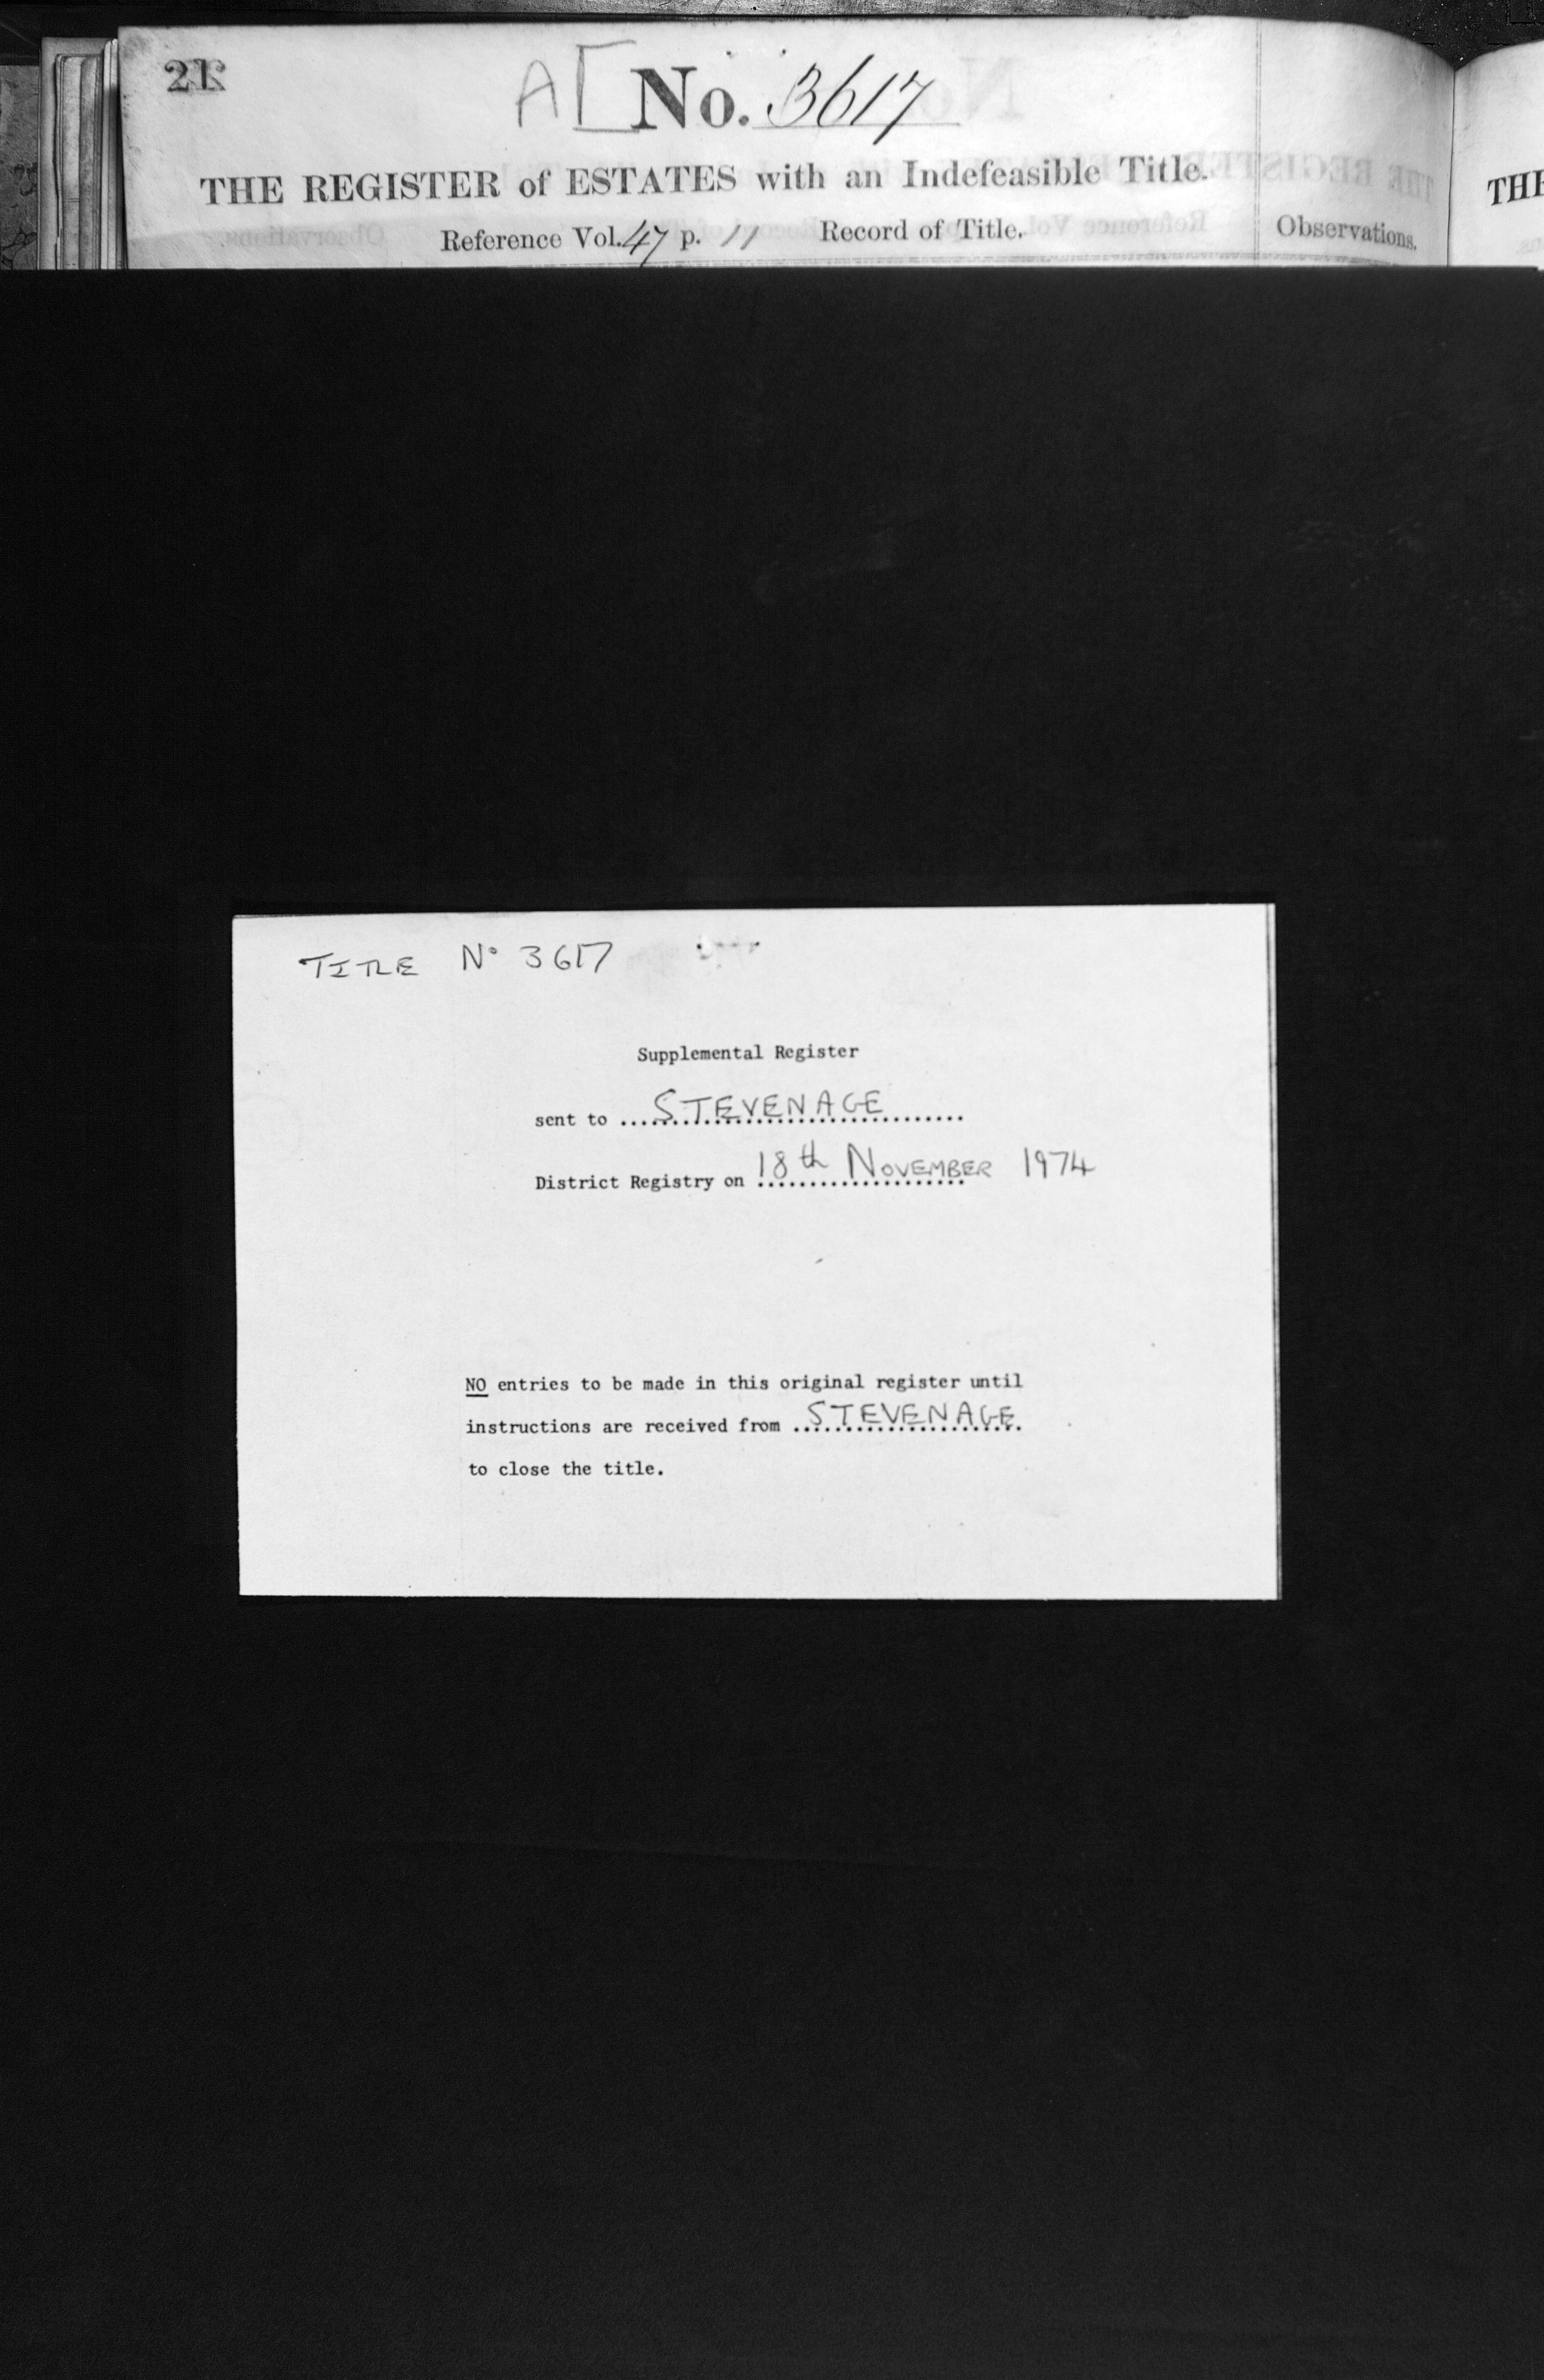 21
A[ No. 3617
THE REGISTER of ESTATES with an Indefeasible Title.
Reference Vol. 47 p. 11 Record of Title.
Observations.
TITLE No 3617
Supplemental Register
sent to ...STEVENAGE...
District Registry on 18th NOVEMBER 1974
NO entries to be made in this original register until
instructions are received from STEVENAGE
to close the title.